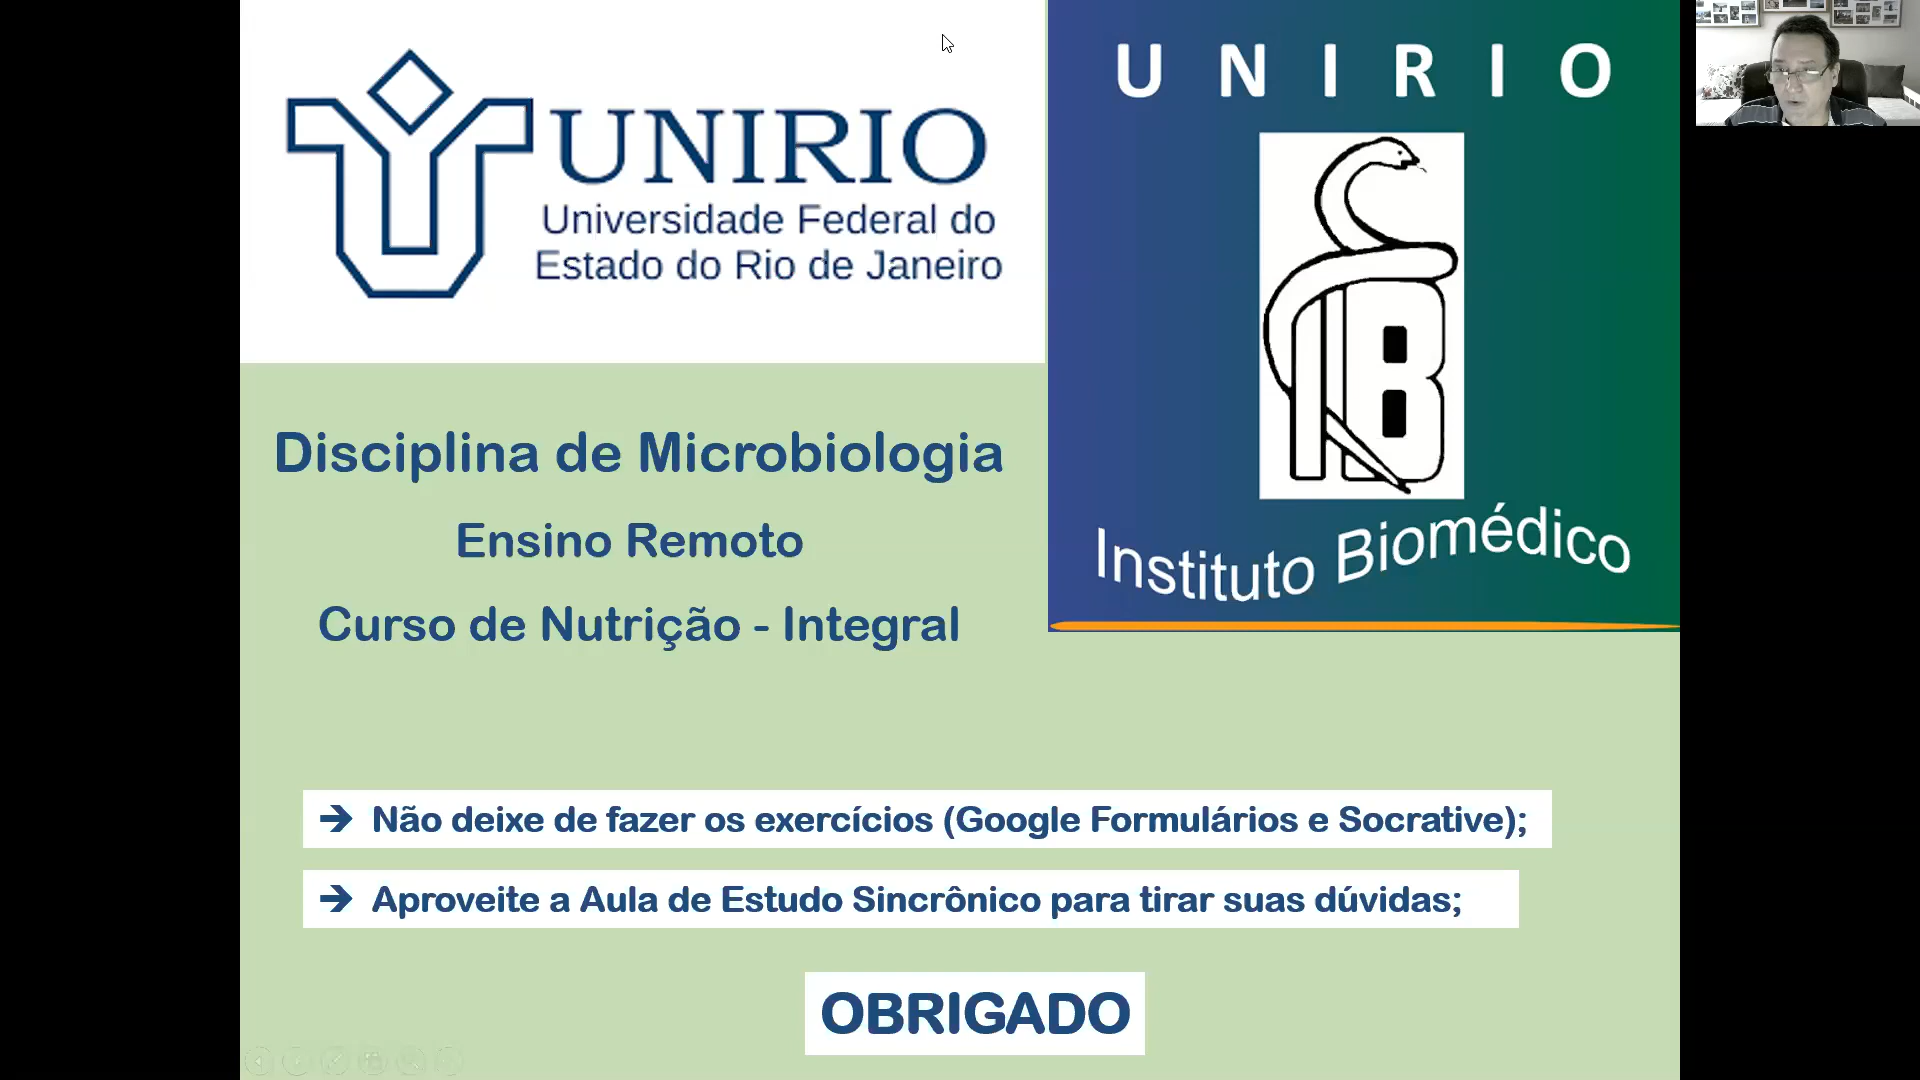 UNIRIO
Universidade Federal do
Estado do Rio de Janeiro
UNIRIO
IB
Instituto Biomédico
Disciplina de Microbiologia
Ensino Remoto
Curso de Nutrição - Integral
➔ Não deixe de fazer os exercícios (Google Formulários e Socrative);
➔ Aproveite a Aula de Estudo Sincrônico para tirar suas dúvidas;
OBRIGADO